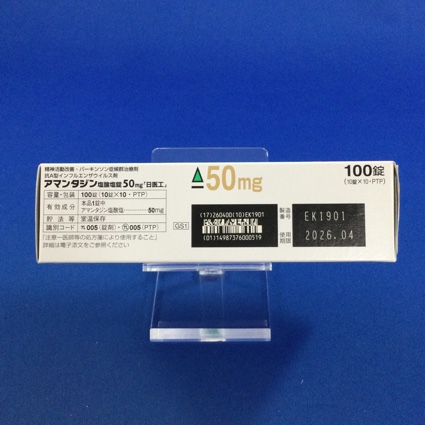 精神活動改善・パーキンソン症候群治療剤
抗A型インフルエンザウイルス剤
アマンタジン塩酸塩錠50mg「日医工」
容量・包装 100錠(10錠×10・PTP)
有効成分 本品1錠中
アマンタジン塩酸塩 50mg
貯法等 室温保存
識別コード 005(錠剤)・005(PTP)
「注意-医師等の処方箋により使用すること」
詳細は電子添文をご参照ください。
GS1
50mg
(17)260400(10)EK1901
(01)14987376000519
100錠
(10錠×10・PTP)
製造番号 EK1901
使用期限 2026.04